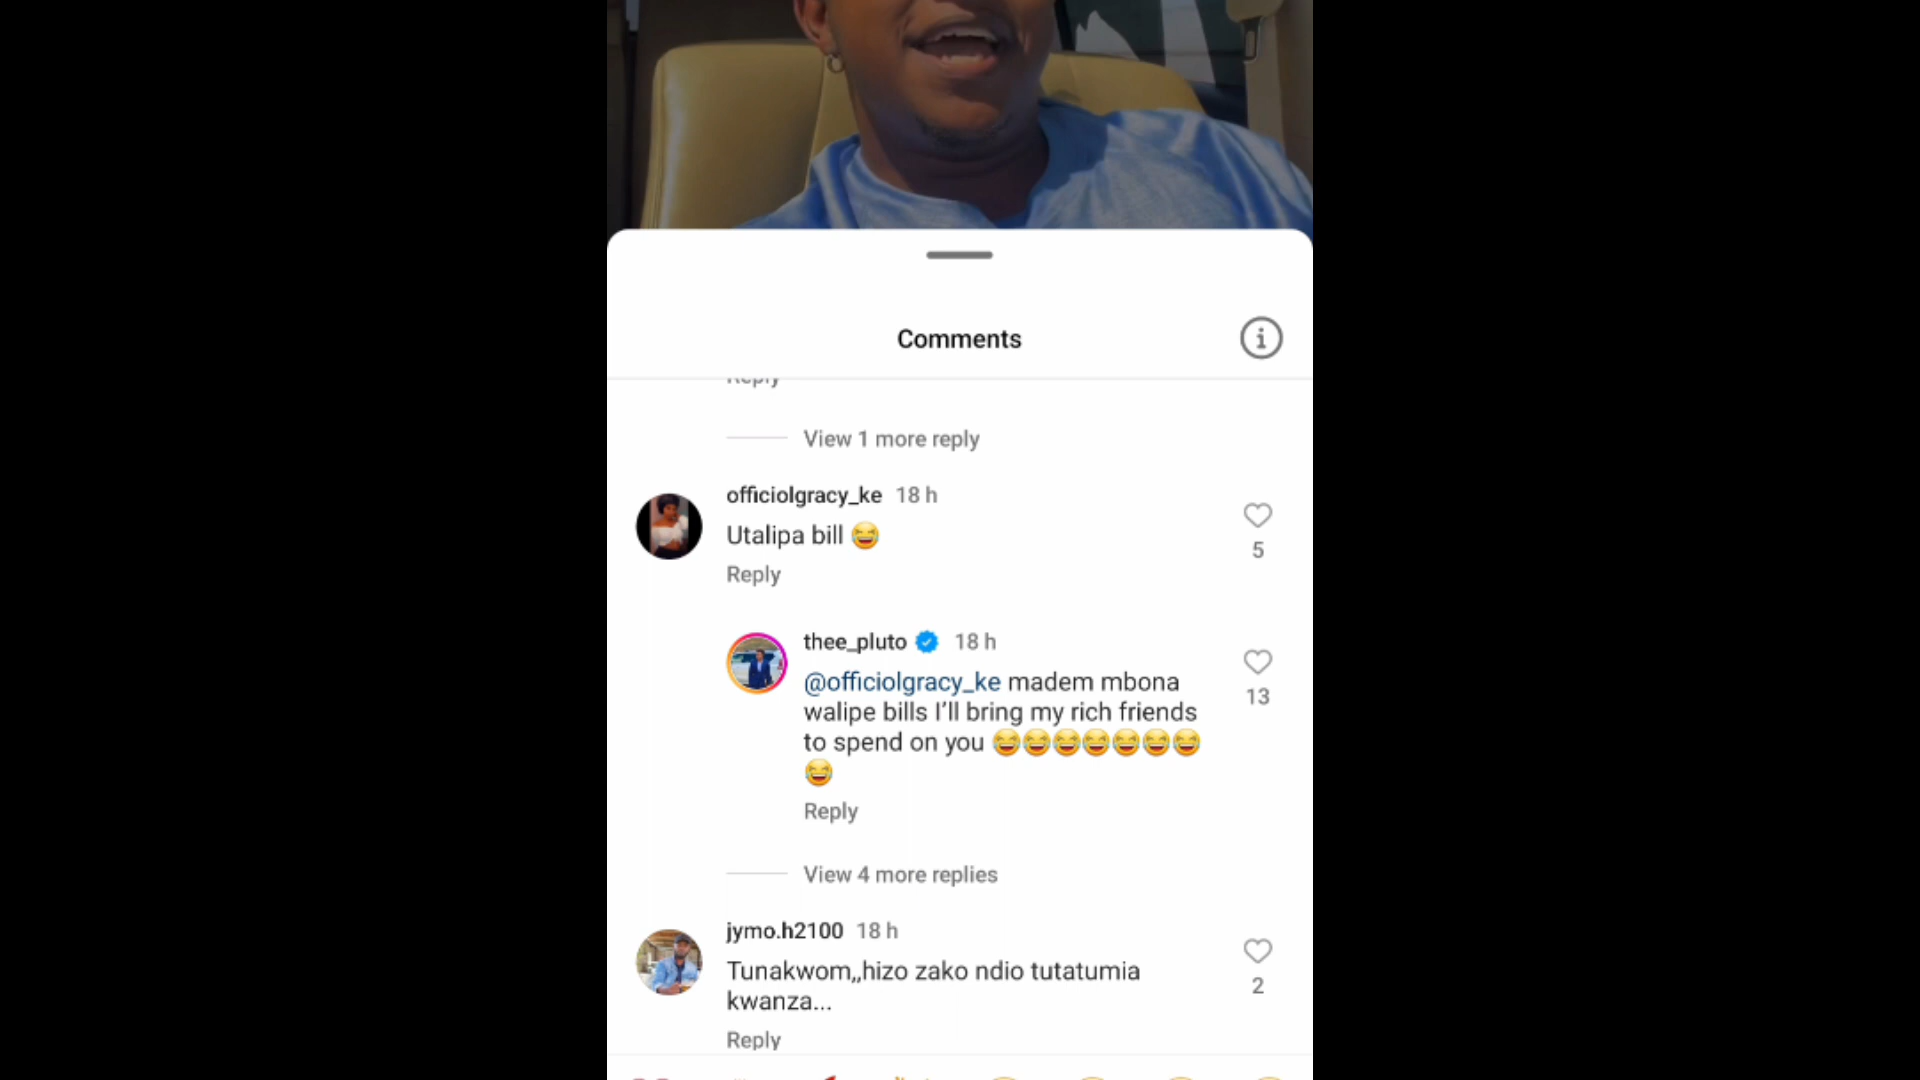 Comments
Reply
View 1 more reply
officiolgracy_ke 18 h
Utalipa bill 😂
5
Reply
thee_pluto 18 h
@officiolgracy_ke madem mbona
13
walipe bills I'll bring my rich friends
to spend on you 😂😂😂😂😂😂😂
😂
Reply
View 4 more replies
jymo.h2100 18 h
Tunakwom,,hizo zako ndio tutatumia
2
kwanza...
Reply